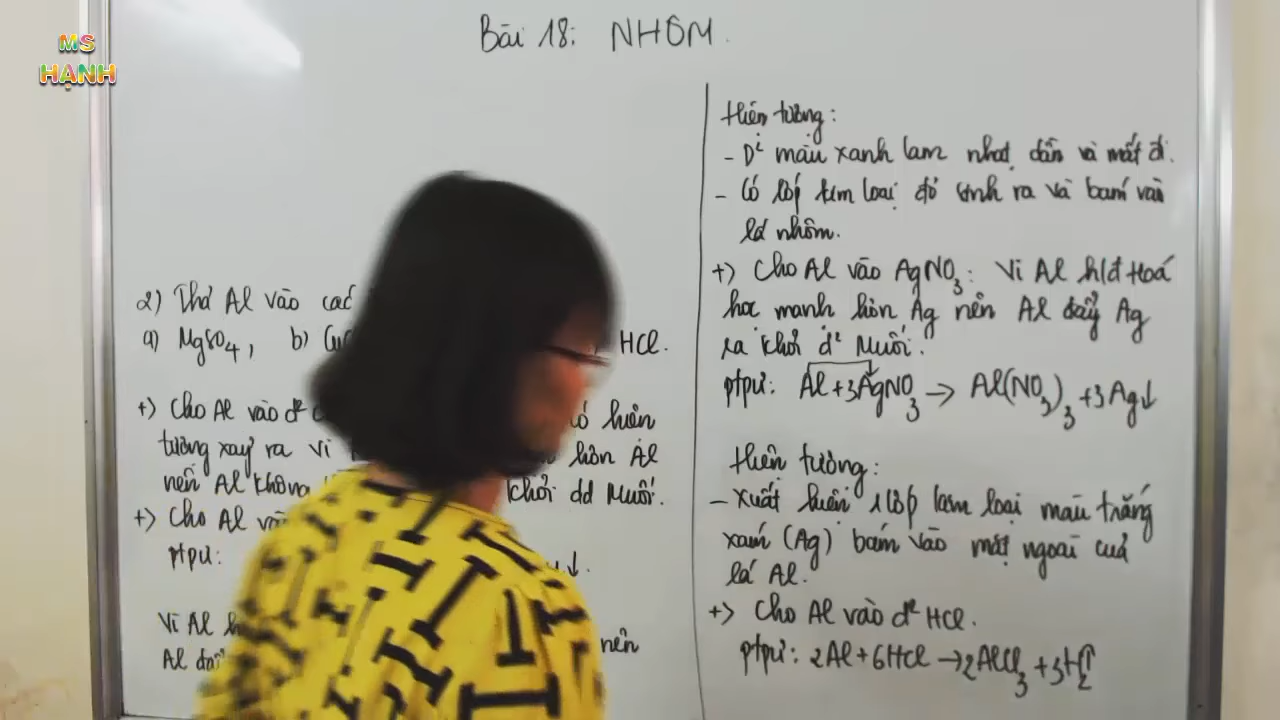 MS
HẠNH
Bài 18: NHÔM.
2) Thả Al vào các
a) MgSO4, b) Cu HCl.
+) Cho Al vào d² có hiện
tượng xảy ra vì hơn Al
nên Al không khỏi dd Muối.
+) Cho Al
ptpư: ↓.
Vì Al nên
Al
Hiện tượng:
- D² màu xanh lam nhạt dần và mất đi.
- Có lớp kim loại đỏ sinh ra và bám vào
lá nhôm.
+) Cho Al vào AgNO3: Vì Al h/đ Hoá
học mạnh hơn Ag nên Al đẩy Ag
ra khỏi d² Muối.
ptpư: Al + 3AgNO3 → Al(NO3)3 + 3Ag↓
Hiện tượng:
- Xuất hiện 1 lớp lam loại màu trắng
xám (Ag) bám vào mặt ngoài của
lá Al.
+) Cho Al vào d² HCl.
ptpư: 2Al + 6HCl → 2AlCl3 + 3H2↑